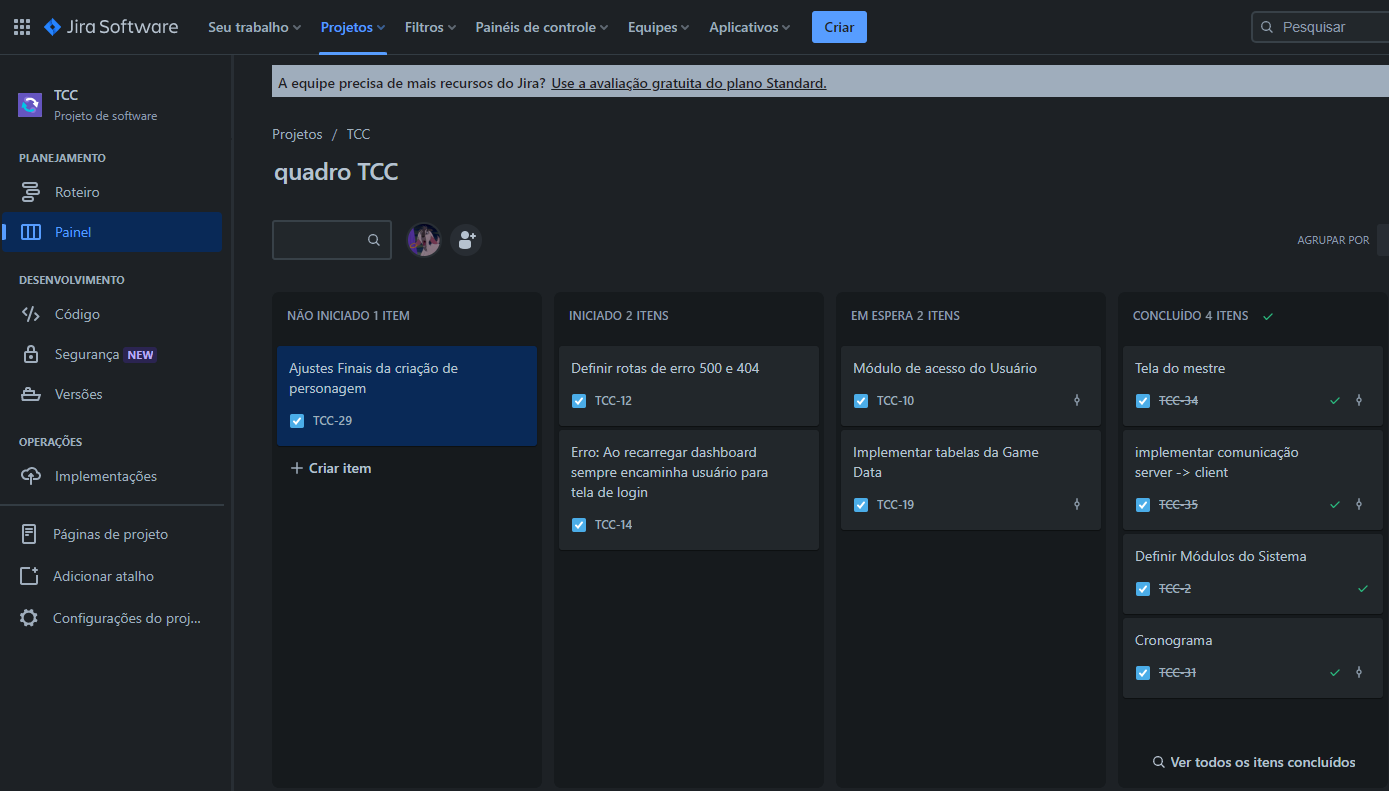 Jira Software Seu trabalho Projetos Filtros Painéis de controle Equipes Aplicativos Criar Pesquisar
A equipe precisa de mais recursos do Jira? Use a avaliação gratuita do plano Standard.
TCC
Projeto de software
PLANEJAMENTO
Roteiro
Painel
DESENVOLVIMENTO
Código
Segurança NEW
Versões
OPERAÇÕES
Implementações
Páginas de projeto
Adicionar atalho
Configurações do proj...
Projetos / TCC
quadro TCC
AGRUPAR POR
NÃO INICIADO 1 ITEM
Ajustes Finais da criação de
personagem
TCC-29
+ Criar item
INICIADO 2 ITENS
Definir rotas de erro 500 e 404
TCC-12
Erro: Ao recarregar dashboard
sempre encaminha usuário para
tela de login
TCC-14
EM ESPERA 2 ITENS
Módulo de acesso do Usuário
TCC-10
Implementar tabelas da Game
Data
TCC-19
CONCLUÍDO 4 ITENS
Tela do mestre
TCC-34
implementar comunicação
server -> client
TCC-35
Definir Módulos do Sistema
TCC-2
Cronograma
TCC-31
Ver todos os itens concluídos